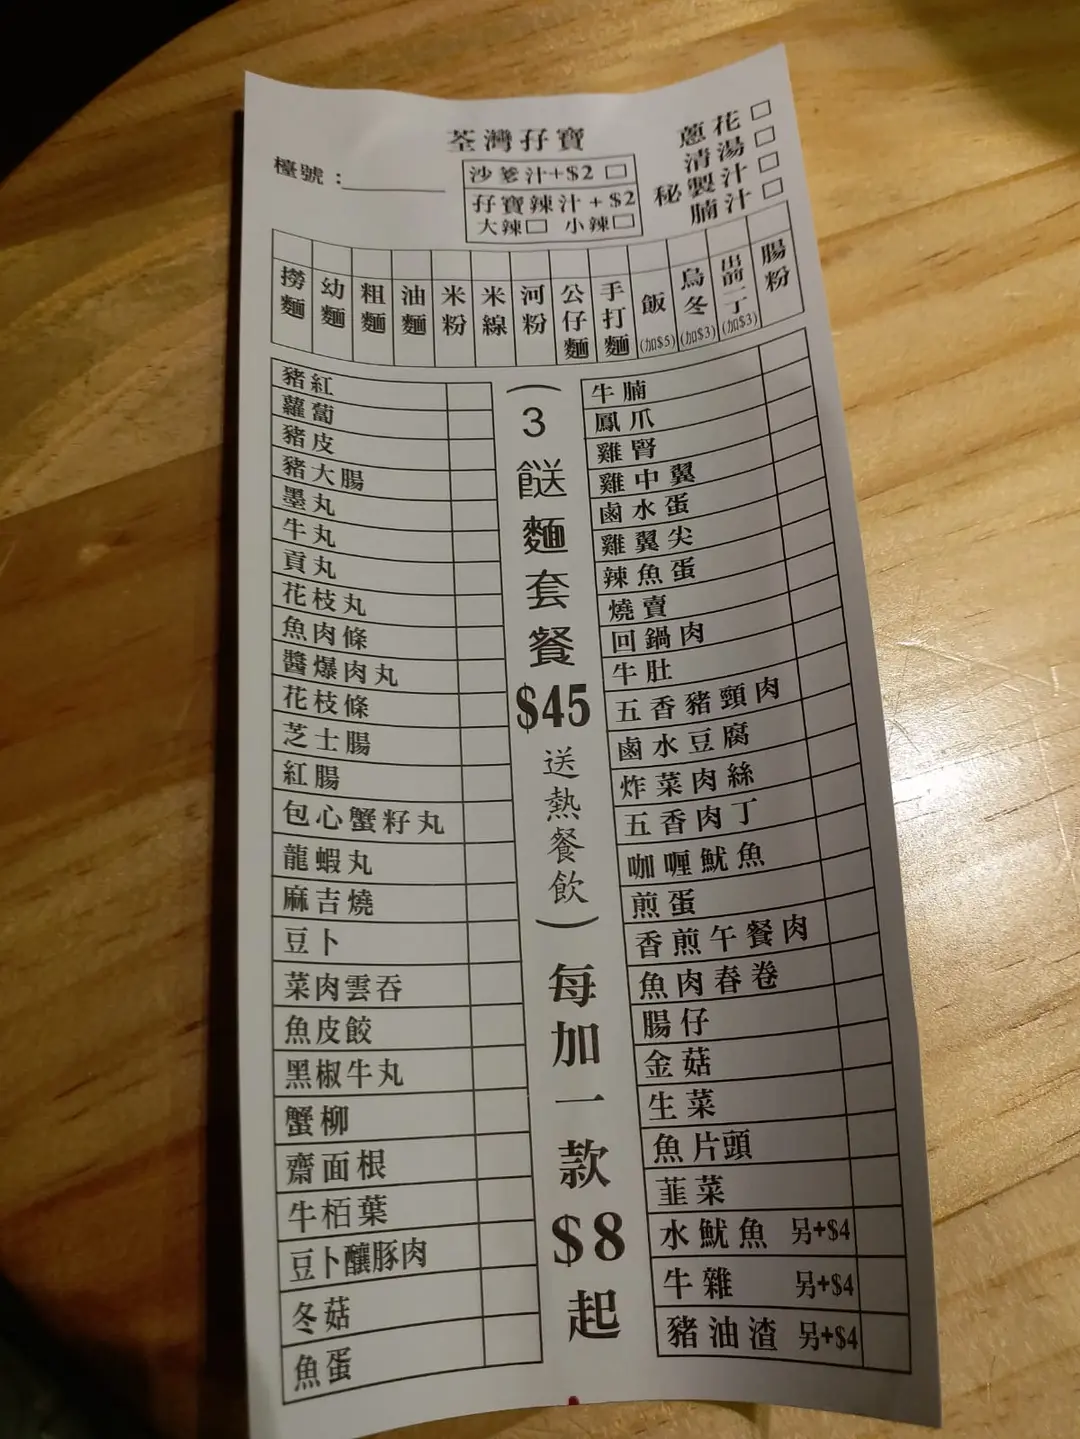 荃灣孖寶
檯號：
沙爹汁+$2 □
孖寶辣汁+$2
大辣□ 小辣□
蔥花□
清湯□
秘製汁□
腩汁□
撈麵
幼麵
粗麵
油麵
米粉
米線
河粉
公仔麵
手打麵
飯(加$5)
烏冬(加$3)
出前一丁(加$3)
腸粉
豬紅
蘿蔔
豬皮
豬大腸
墨丸
牛丸
貢丸
花枝丸
魚肉條
醬爆肉丸
花枝條
芝士腸
紅腸
包心蟹籽丸
龍蝦丸
麻吉燒
豆卜
菜肉雲吞
魚皮餃
黑椒牛丸
蟹柳
齋面根
牛栢葉
豆卜釀豚肉
冬菇
魚蛋
(3餸麵套餐$45送熱餐飲)每加一款$8起
牛腩
鳳爪
雞腎
雞中翼
鹵水蛋
雞翼尖
辣魚蛋
燒賣
回鍋肉
牛肚
五香豬頸肉
鹵水豆腐
炸菜肉絲
五香肉丁
咖喱魷魚
煎蛋
香煎午餐肉
魚肉春卷
腸仔
金菇
生菜
魚片頭
韮菜
水魷魚 另+$4
牛雜 另+$4
豬油渣 另+$4